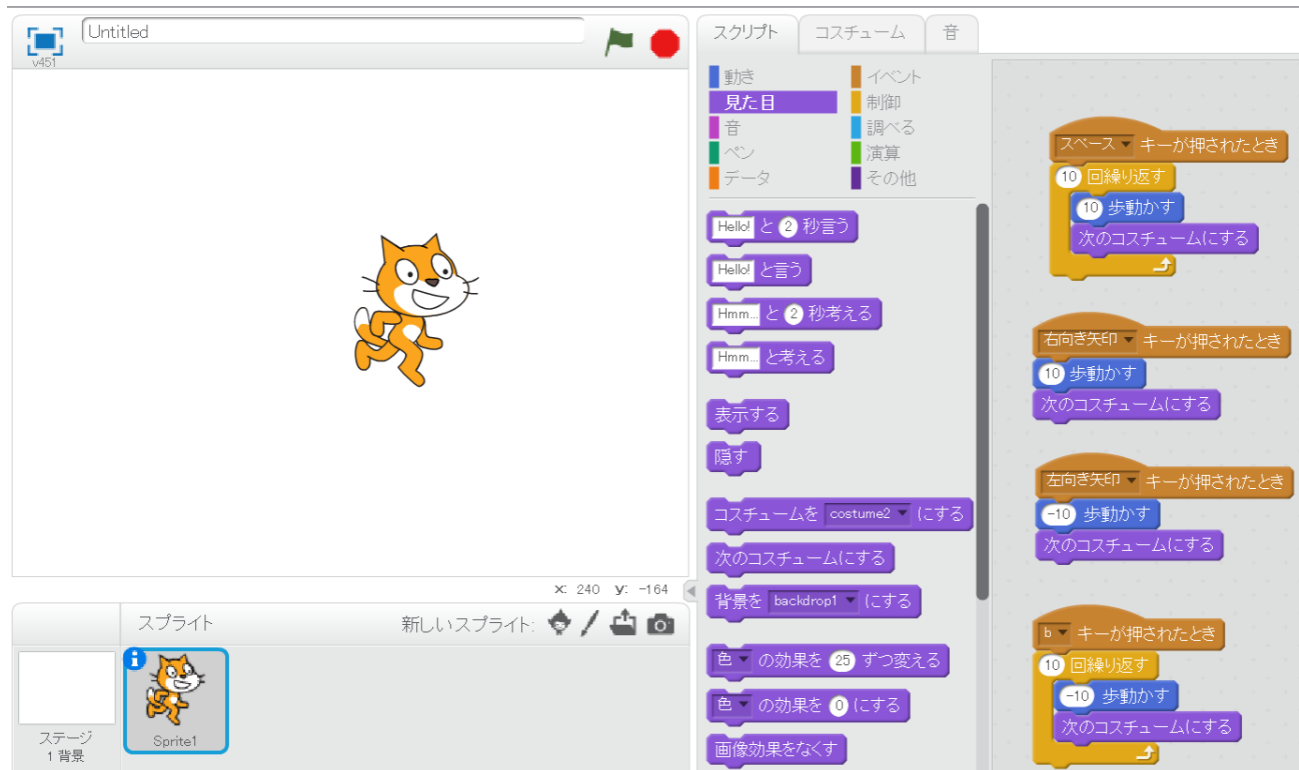 Untitled
v451
x: 240 y: -164
スプライト
新しいスプライト:
ステージ
1 背景
Sprite1
スクリプト
コスチューム
音
動き
イベント
見た目
制御
音
調べる
ペン
演算
データ
その他
Hello! と 2 秒言う
Hello! と言う
Hmm... と 2 秒考える
Hmm... と考える
表示する
隠す
コスチュームを costume2 にする
次のコスチュームにする
背景を backdrop1 にする
色 の効果を 25 ずつ変える
色 の効果を 0 にする
画像効果をなくす
スペース キーが押されたとき
10 回繰り返す
10 歩動かす
次のコスチュームにする
右向き矢印 キーが押されたとき
10 歩動かす
次のコスチュームにする
左向き矢印 キーが押されたとき
-10 歩動かす
次のコスチュームにする
b キーが押されたとき
10 回繰り返す
-10 歩動かす
次のコスチュームにする